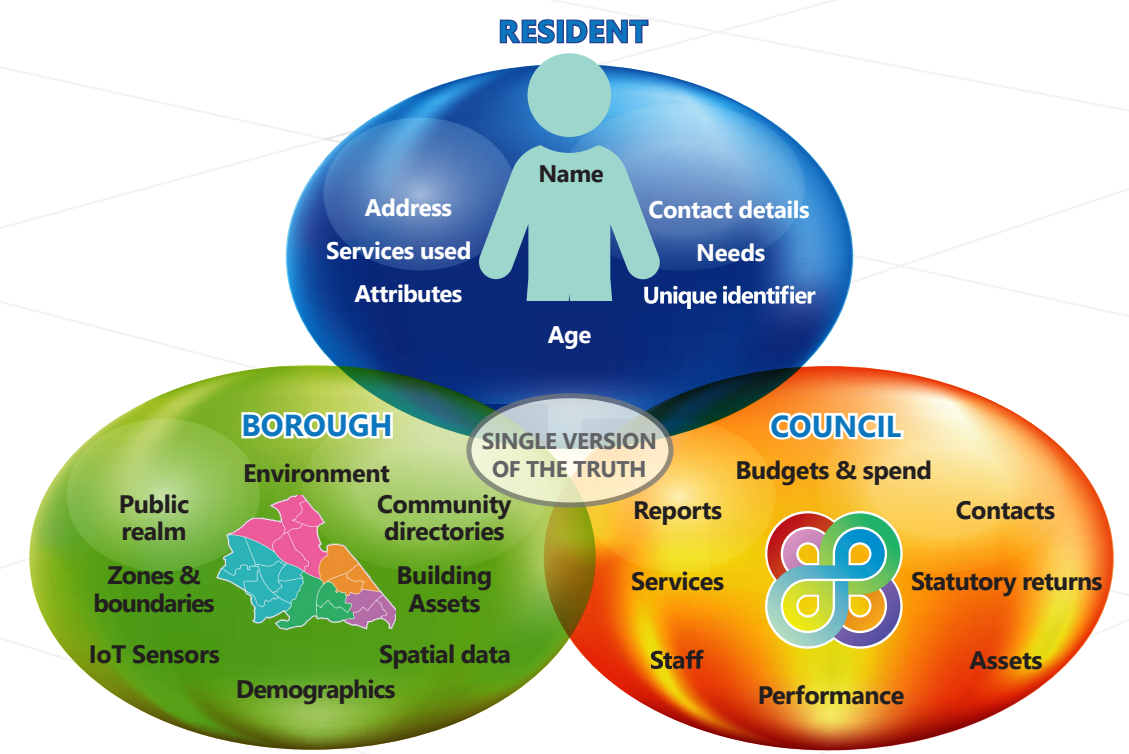 RESIDENT
Name
Address
Services used
Attributes
Contact details
Needs
Unique identifier
Age
SINGLE VERSION
OF THE TRUTH
BOROUGH
Environment
Public
realm
Community
directories
Zones &
boundaries
Building
Assets
IoT Sensors
Spatial data
Demographics
COUNCIL
Budgets & spend
Reports
Contacts
Services
Statutory returns
Staff
Assets
Performance